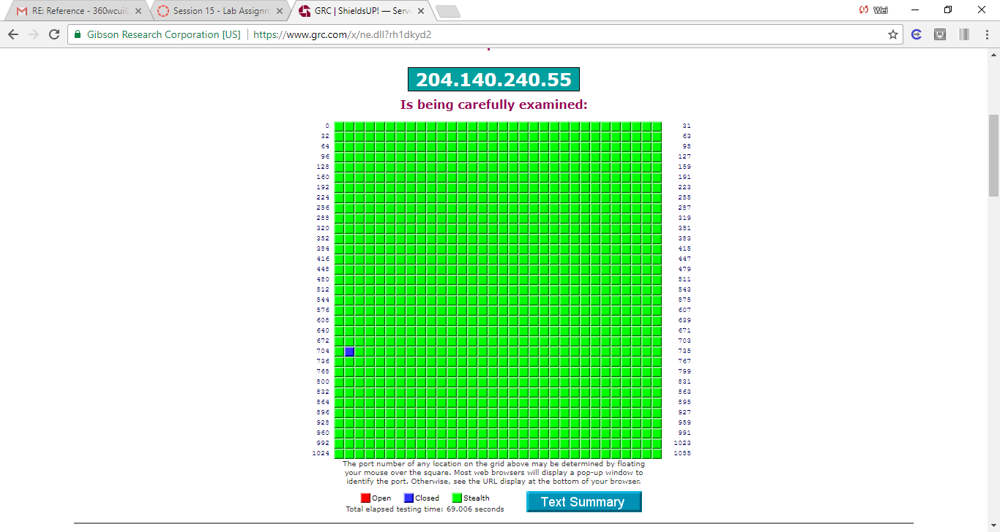 RE: Reference - 360wcui@
Session 15 - Lab Assignm
GRC | ShieldsUP! — Servi
Wei
Gibson Research Corporation [US] | https://www.grc.com/x/ne.dll?rh1dkyd2
204.140.240.55
Is being carefully examined:
0 31
32 63
64 95
96 127
128 159
160 191
192 223
224 255
256 287
288 319
320 351
352 383
384 415
416 447
448 479
480 511
512 543
544 575
576 607
608 639
640 671
672 703
704 735
736 767
768 799
800 831
832 863
864 895
896 927
928 959
960 991
992 1023
1024 1055
The port number of any location on the grid above may be determined by floating
your mouse over the square. Most web browsers will display a pop-up window to
identify the port. Otherwise, see the URL display at the bottom of your browser.
Open Closed Stealth
Total elapsed testing time: 69.006 seconds
Text Summary